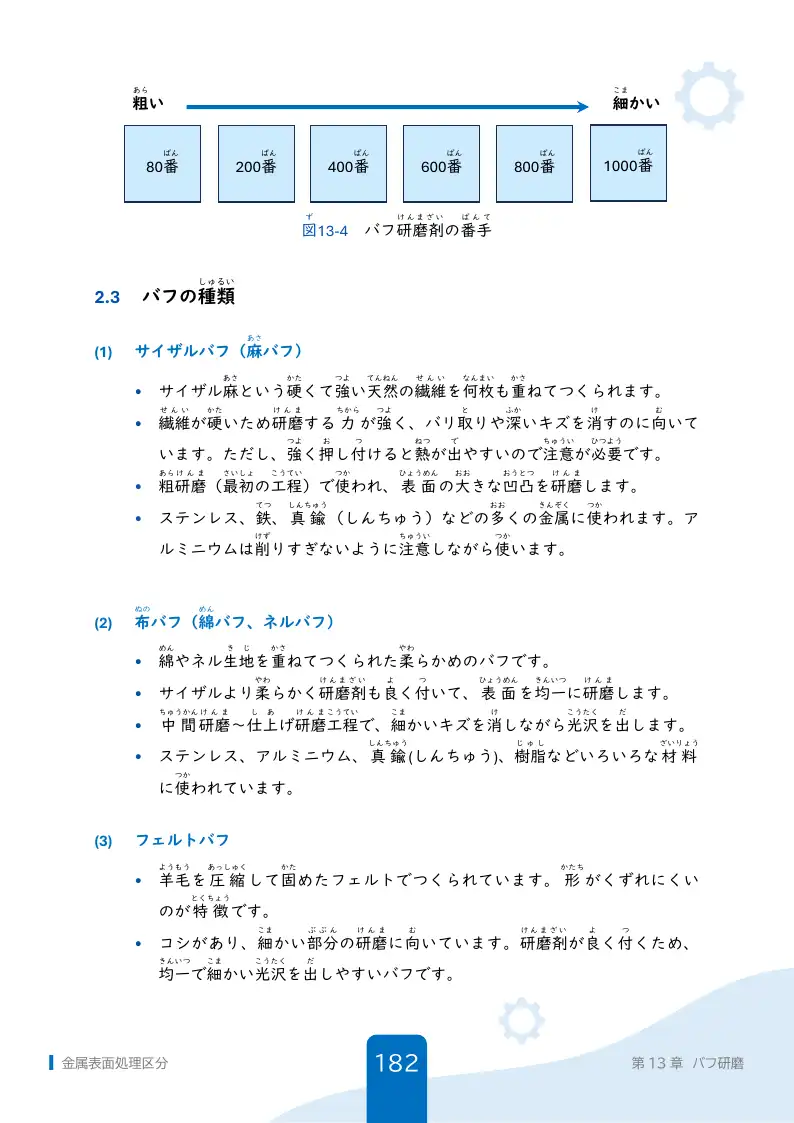 粗い 細かい
80番 200番 400番 600番 800番 1000番
図13-4 バフ研磨剤の番手
2.3 バフの種類
(1) サイザルバフ（麻バフ）
• サイザル麻という硬くて強い天然の繊維を何枚も重ねてつくられます。
• 繊維が硬いため研磨する力が強く、バリ取りや深いキズを消すのに向いて
います。ただし、強く押し付けると熱が出やすいので注意が必要です。
• 粗研磨（最初の工程）で使われ、表面の大きな凹凸を研磨します。
• ステンレス、鉄、真鍮（しんちゅう）などの多くの金属に使われます。ア
ルミニウムは削りすぎないように注意しながら使います。
(2) 布バフ（綿バフ、ネルバフ）
• 綿やネル生地を重ねてつくられた柔らかめのバフです。
• サイザルより柔らかく研磨剤も良く付いて、表面を均一に研磨します。
• 中間研磨～仕上げ研磨工程で、細かいキズを消しながら光沢を出します。
• ステンレス、アルミニウム、真鍮(しんちゅう)、樹脂などいろいろな材料
に使われています。
(3) フェルトバフ
• 羊毛を圧縮して固めたフェルトでつくられています。形がくずれにくい
のが特徴です。
• コシがあり、細かい部分の研磨に向いています。研磨剤が良く付くため、
均一で細かい光沢を出しやすいバフです。
金属表面処理区分 182 第13章 バフ研磨